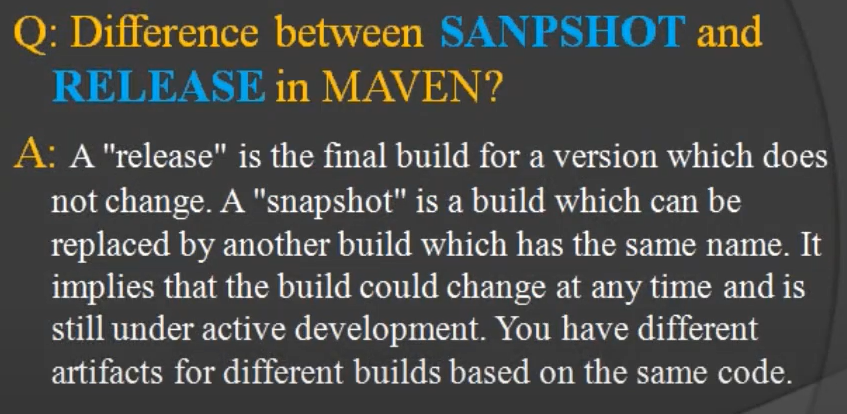 Q: Difference between SANPSHOT and
RELEASE in MAVEN?
A: A "release" is the final build for a version which does
not change. A "snapshot" is a build which can be
replaced by another build which has the same name. It
implies that the build could change at any time and is
still under active development. You have different
artifacts for different builds based on the same code.